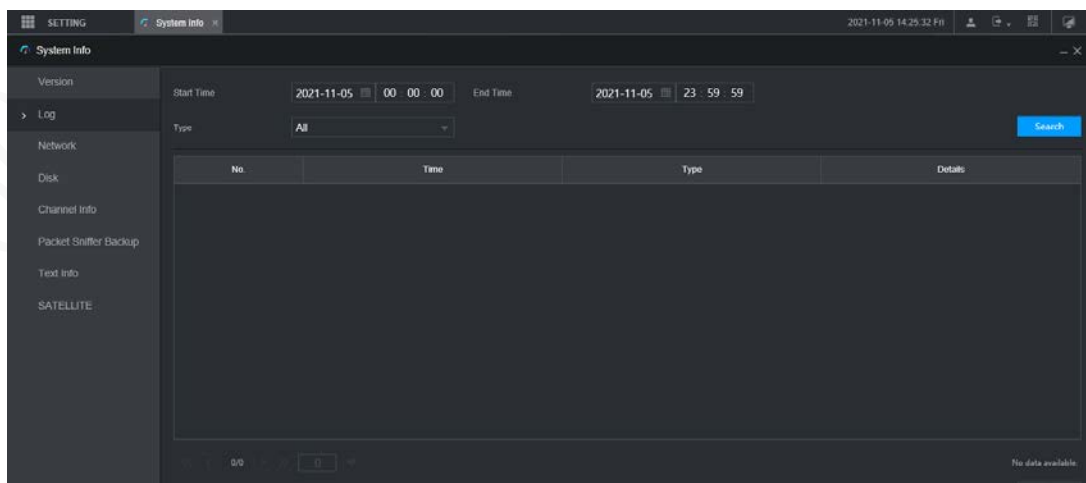 SETTING System Info × 2021-11-05 14:25:32 Fri
System Info
Version
Log
Network
Disk
Channel Info
Packet Sniffer Backup
Text Info
SATELLITE
Start Time 2021-11-05 00 : 00 : 00 End Time 2021-11-05 23 : 59 : 59
Type All Search
No. Time Type Details
0/0 0 No data available.